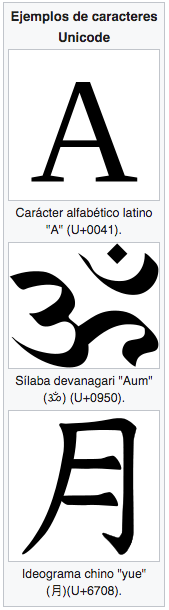 Ejemplos de caracteres
Unicode
A
Carácter alfabético latino
"A" (U+0041).
ॐ
Sílaba devanagari "Aum"
(ॐ) (U+0950).
月
Ideograma chino "yue"
(月)(U+6708).